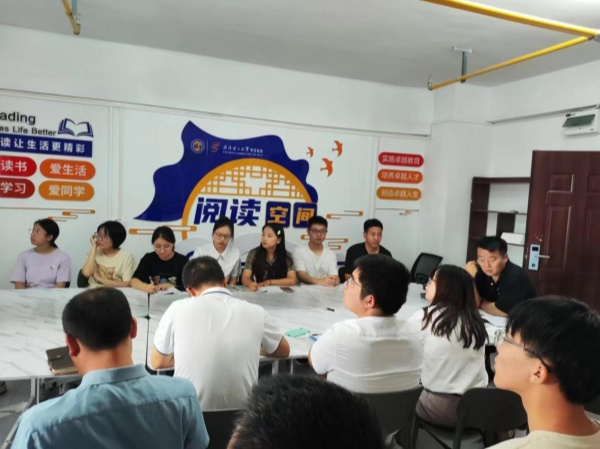 ading
es Life Better
读让生活更精彩
读书
爱生活
学习
爱同学
阅读
空间
实施卓越教育
培养卓越人才
创造卓越人生